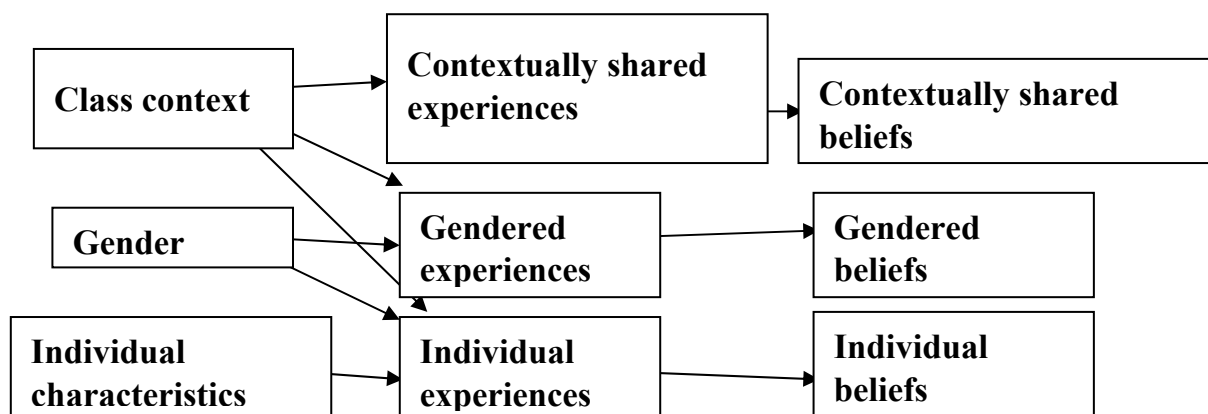 Class context
Contextually shared
experiences
Contextually shared
beliefs
Gender
Gendered
experiences
Gendered
beliefs
Individual
characteristics
Individual
experiences
Individual
beliefs